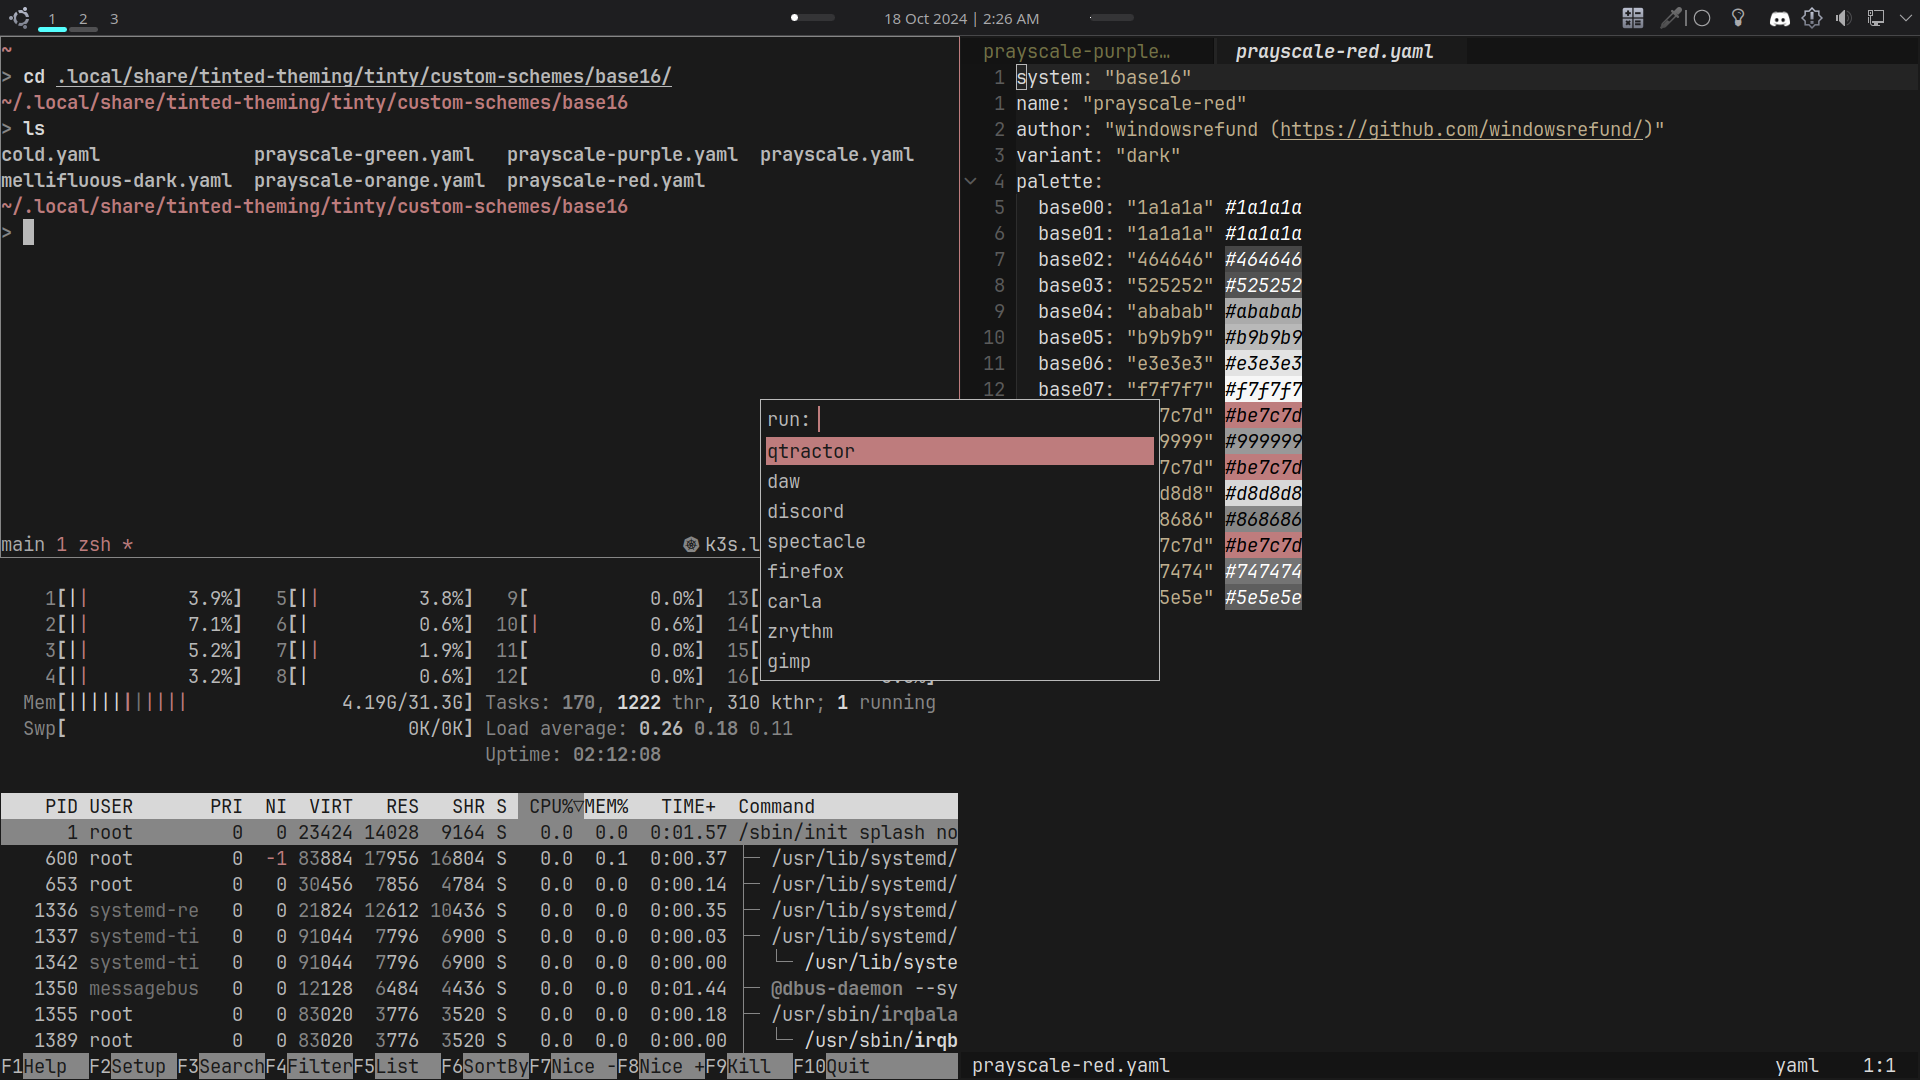 1 2 3 18 Oct 2024 | 2:26 AM
~
> cd .local/share/tinted-theming/tinty/custom-schemes/base16/
~/.local/share/tinted-theming/tinty/custom-schemes/base16
> ls
cold.yaml prayscale-green.yaml prayscale-purple.yaml prayscale.yaml
mellifluous-dark.yaml prayscale-orange.yaml prayscale-red.yaml
~/.local/share/tinted-theming/tinty/custom-schemes/base16
>
main 1 zsh * k3s.l
prayscale-purple… prayscale-red.yaml
1 system: "base16"
1 name: "prayscale-red"
2 author: "windowsrefund (https://github.com/windowsrefund/)"
3 variant: "dark"
4 palette:
5 base00: "1a1a1a" #1a1a1a
6 base01: "1a1a1a" #1a1a1a
7 base02: "464646" #464646
8 base03: "525252" #525252
9 base04: "ababab" #ababab
10 base05: "b9b9b9" #b9b9b9
11 base06: "e3e3e3" #e3e3e3
12 base07: "f7f7f7" #f7f7f7
7c7d" #be7c7d
9999" #999999
7c7d" #be7c7d
d8d8" #d8d8d8
8686" #868686
7c7d" #be7c7d
7474" #747474
5e5e" #5e5e5e
run:
qtractor
daw
discord
spectacle
firefox
carla
zrythm
gimp
1[|| 3.9%] 5[|| 3.8%] 9[ 0.0%] 13[
2[|| 7.1%] 6[| 0.6%] 10[| 0.6%] 14[
3[|| 5.2%] 7[|| 1.9%] 11[ 0.0%] 15[
4[|| 3.2%] 8[| 0.6%] 12[ 0.0%] 16[
Mem[||||||||||| 4.19G/31.3G] Tasks: 170, 1222 thr, 310 kthr; 1 running
Swp[ 0K/0K] Load average: 0.26 0.18 0.11
Uptime: 02:12:08
PID USER PRI NI VIRT RES SHR S CPU%▽MEM% TIME+ Command
1 root 0 0 23424 14028 9164 S 0.0 0.0 0:01.57 /sbin/init splash no
600 root 0 -1 83884 17956 16804 S 0.0 0.1 0:00.37 ├─ /usr/lib/systemd/
653 root 0 0 30456 7856 4784 S 0.0 0.0 0:00.14 ├─ /usr/lib/systemd/
1336 systemd-re 0 0 21824 12612 10436 S 0.0 0.0 0:00.35 ├─ /usr/lib/systemd/
1337 systemd-ti 0 0 91044 7796 6900 S 0.0 0.0 0:00.03 ├─ /usr/lib/systemd/
1342 systemd-ti 0 0 91044 7796 6900 S 0.0 0.0 0:00.00 │ └─ /usr/lib/syste
1350 messagebus 0 0 12128 6484 4436 S 0.0 0.0 0:01.44 ├─ @dbus-daemon --sy
1355 root 0 0 83020 3776 3520 S 0.0 0.0 0:00.18 ├─ /usr/sbin/irqbala
1389 root 0 0 83020 3776 3520 S 0.0 0.0 0:00.00 │ └─ /usr/sbin/irqb
F1Help F2Setup F3SearchF4FilterF5List F6SortByF7Nice -F8Nice +F9Kill F10Quit
prayscale-red.yaml yaml 1:1